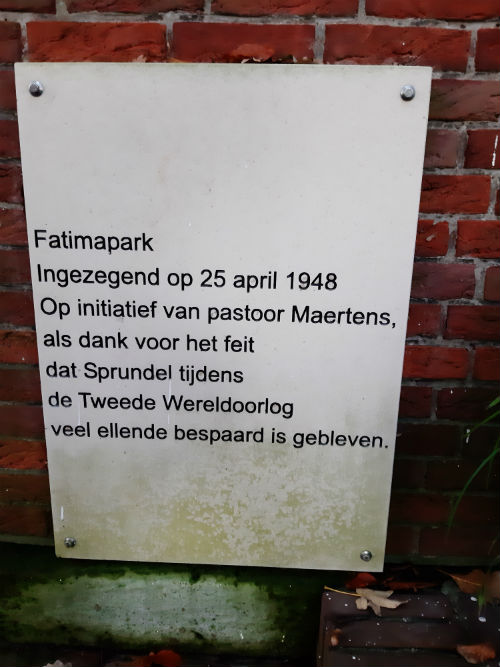 Fatimapark
Ingezegend op 25 april 1948
Op initiatief van pastoor Maertens,
als dank voor het feit
dat Sprundel tijdens
de Tweede Wereldoorlog
veel ellende bespaard is gebleven.